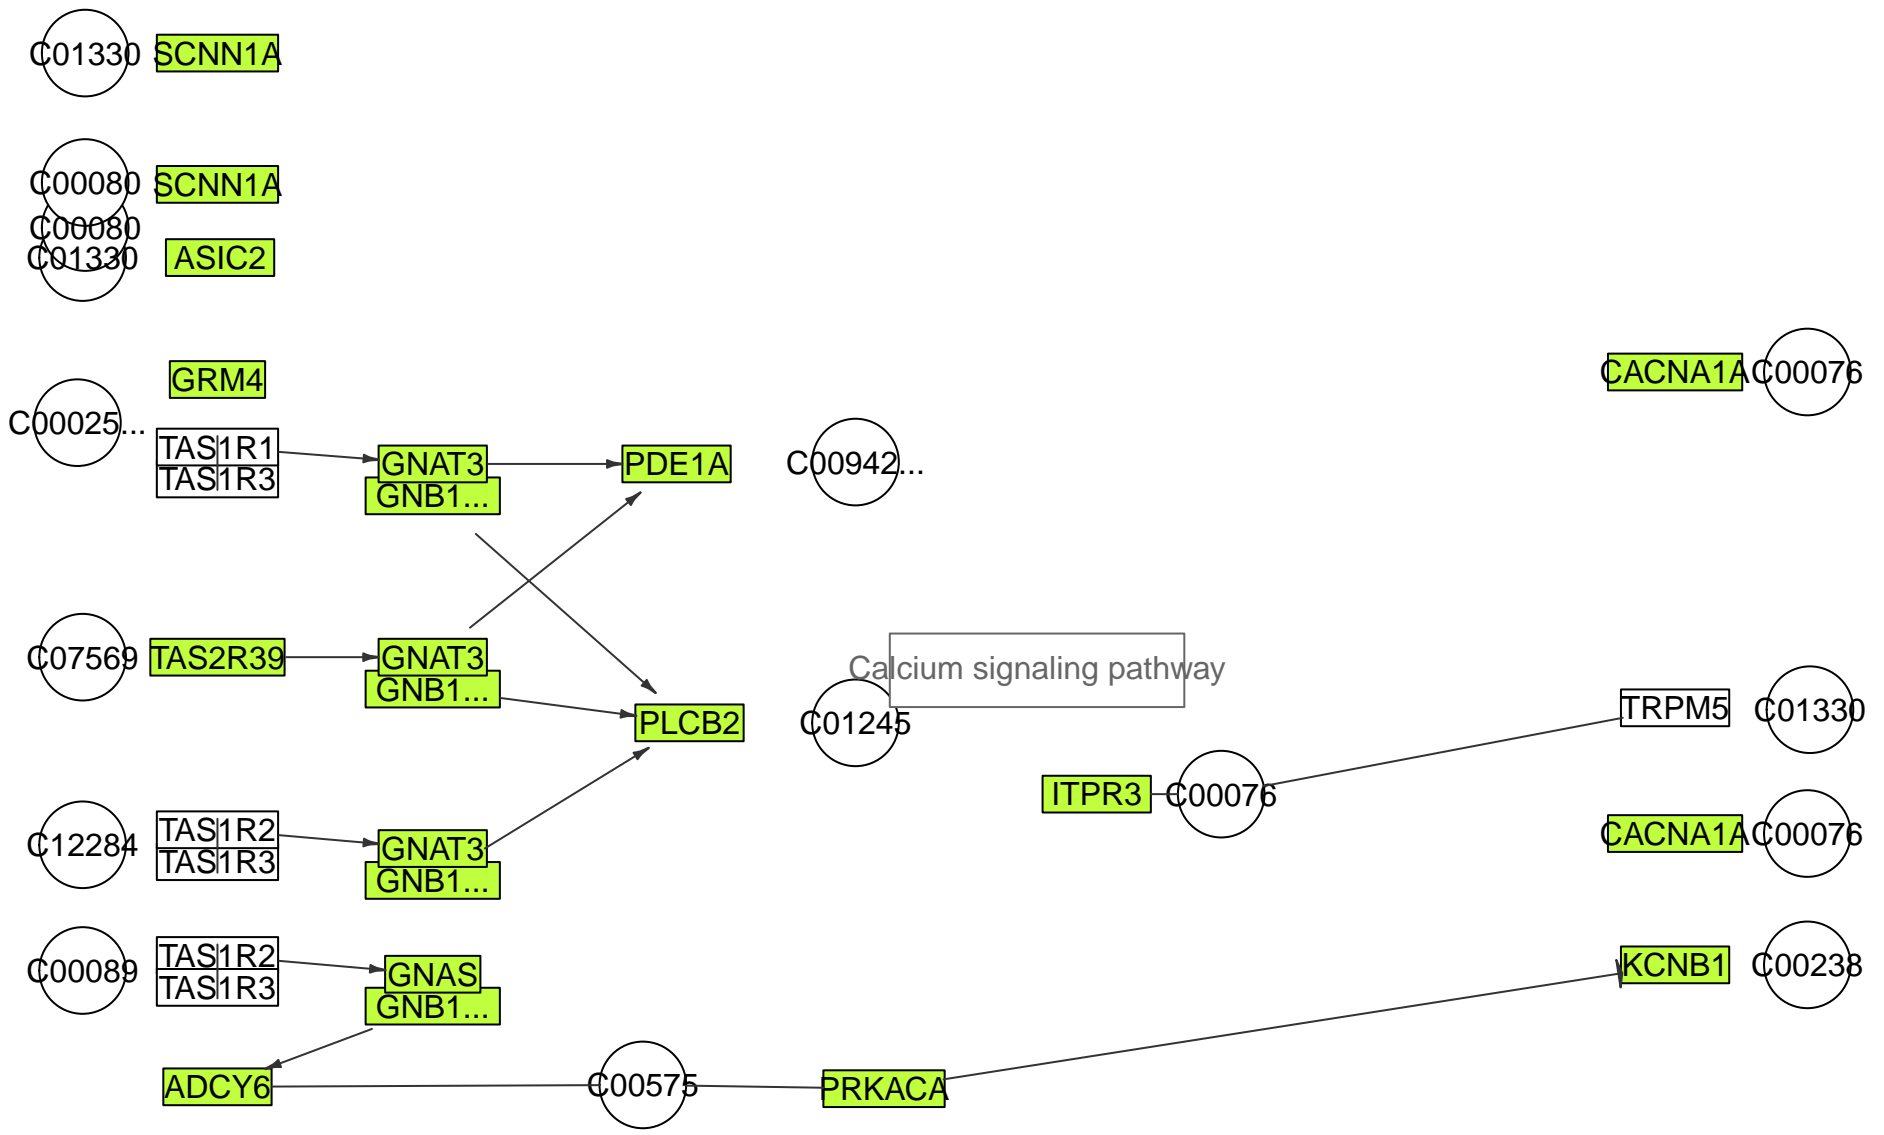 C01330 SCNN1A
C00080 SCNN1A
C00080
C01330 ASIC2
GRM4
CACNA1A C00076
C00025...
TAS1R1
TAS1R3
GNAT3
GNB1...
PDE1A
C00942...
C07569 TAS2R39
GNAT3
GNB1...
Calcium signaling pathway
PLCB2
C01245
TRPM5 C01330
ITPR3 C00076
C12284
TAS1R2
TAS1R3
GNAT3
GNB1...
CACNA1A C00076
C00089
TAS1R2
TAS1R3
GNAS
GNB1...
KCNB1 C00238
ADCY6
C00575
PRKACA